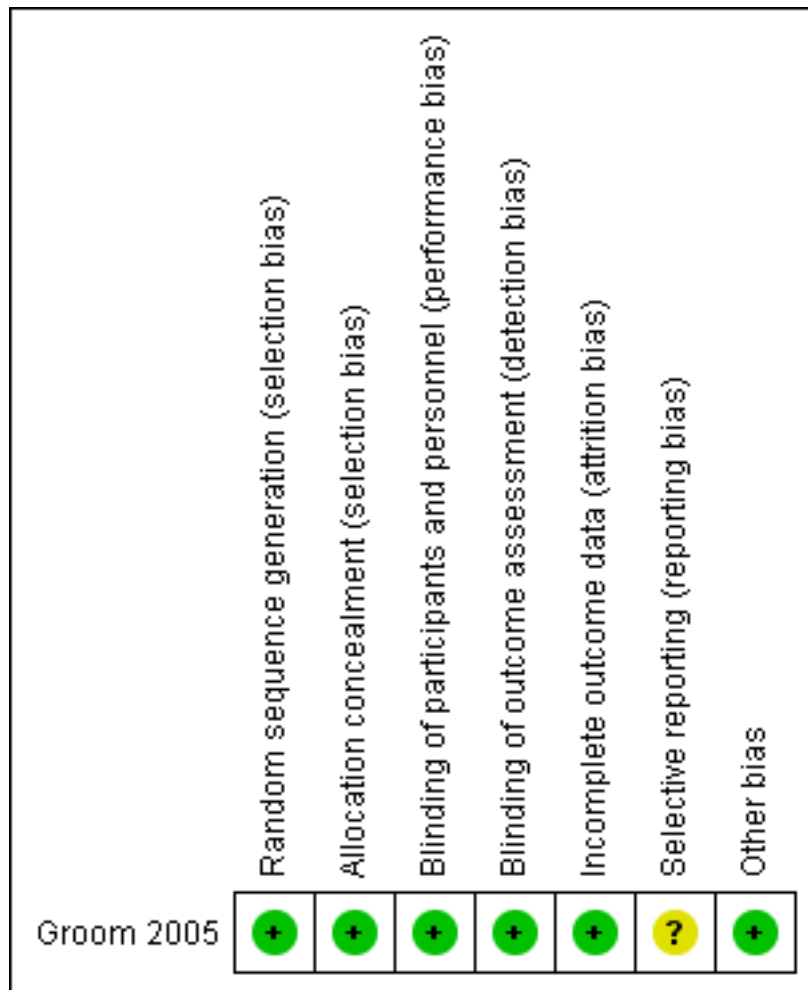 Random sequence generation (selection bias)
Allocation concealment (selection bias)
Blinding of participants and personnel (performance bias)
Blinding of outcome assessment (detection bias)
Incomplete outcome data (attrition bias)
Selective reporting (reporting bias)
Other bias
Groom 2005 + + + + + ? +